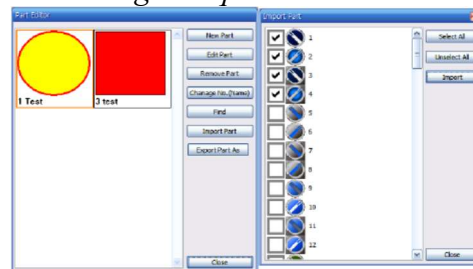 Part Editor
1 Test
3 test
New Part
Edit Part
Remove Part
Chanage No.(Name)
Find
Import Part
Export Part As
Close
Import Part
1
2
3
4
5
6
7
8
9
10
11
12
Select All
Unselect All
Import
Close